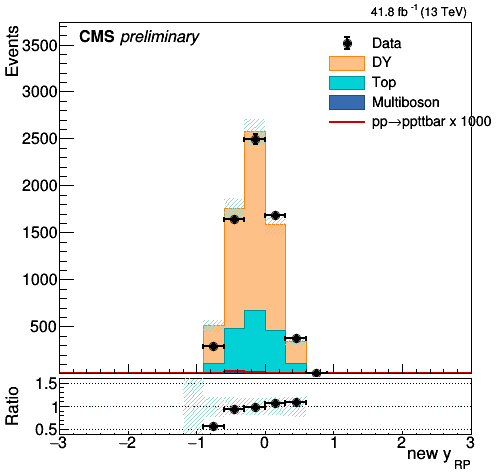 41.8 fb⁻¹ (13 TeV)
CMS preliminary
Events
3500
3000
2500
2000
1500
1000
500
Data
DY
Top
Multiboson
pp→ppttbar x 1000
Ratio
1.5
1
0.5
−3 −2 −1 0 1 2 3
new y_RP